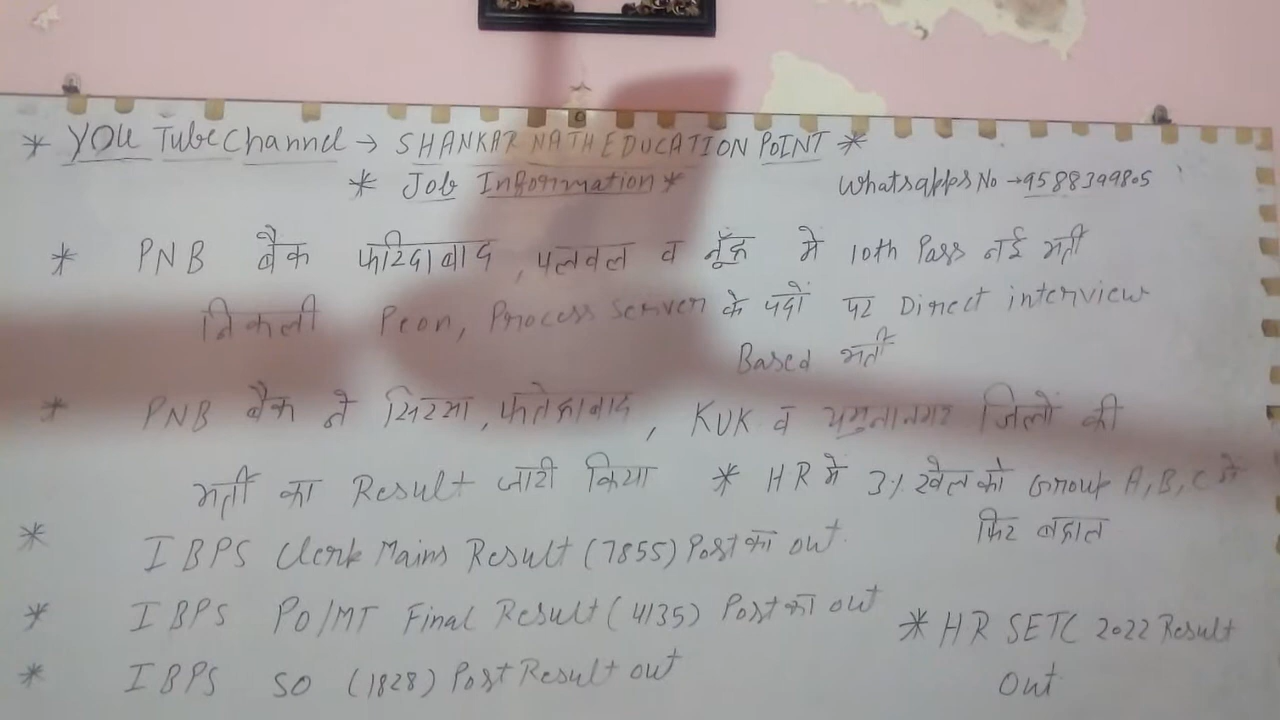 * YOU Tube Channel → SHANKAR NATH EDUCATION POINT *
* Job Information *
Whatsapps No → 9588399805
* PNB बैंक फरिदाबाद, पलवल व नूँह मे 10th Pass नई भर्ती
निकली Peon, Process Server के पदों पर Direct interview
Based भर्ती
* PNB बैंक ने सिरसा, फतेहाबाद, KUK व यमुनानगर जिलों की
भर्ती का Result जारी किया
* HR मे 3% खेल को Group A, B, C मे
फिर बहाल
* IBPS Clerk Mains Result (7855) Post का out
* IBPS PO/MT Final Result (4135) Post का out
* HR SETC 2022 Result
Out
* IBPS SO (1828) Post Result out